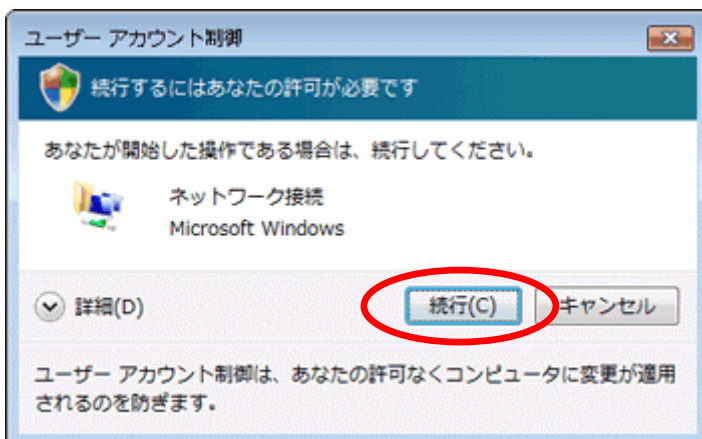 ユーザー アカウント制御
続行するにはあなたの許可が必要です
あなたが開始した操作である場合は、続行してください。
ネットワーク接続
Microsoft Windows
詳細(D) 続行(C) キャンセル
ユーザー アカウント制御は、あなたの許可なくコンピュータに変更が適用
されるのを防ぎます。